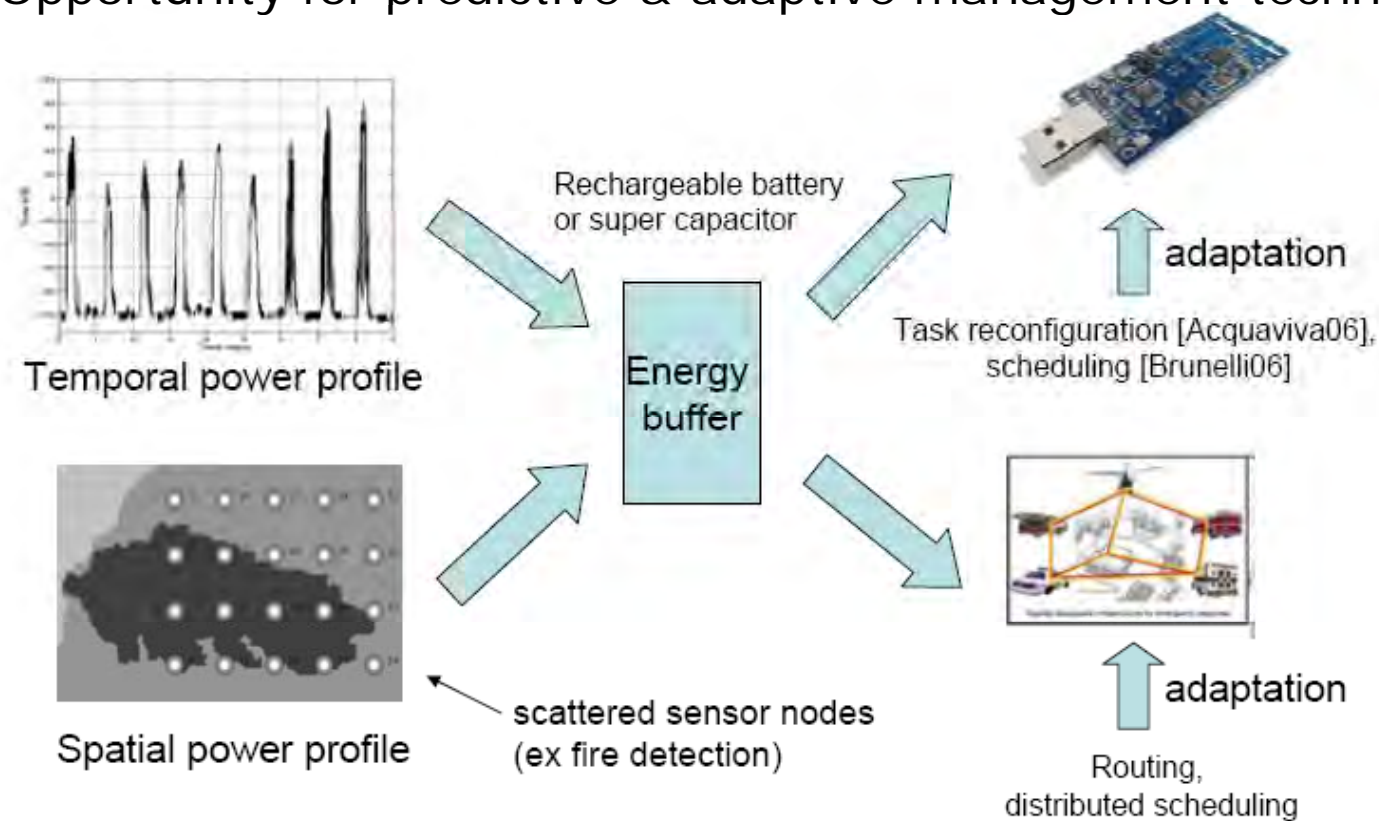 Opportunity for predictive & adaptive management techn
Rechargeable battery
or super capacitor
adaptation
Task reconfiguration [Acquaviva06],
scheduling [Brunelli06]
Temporal power profile
Energy
buffer
adaptation
scattered sensor nodes
(ex fire detection)
Spatial power profile
Routing,
distributed scheduling